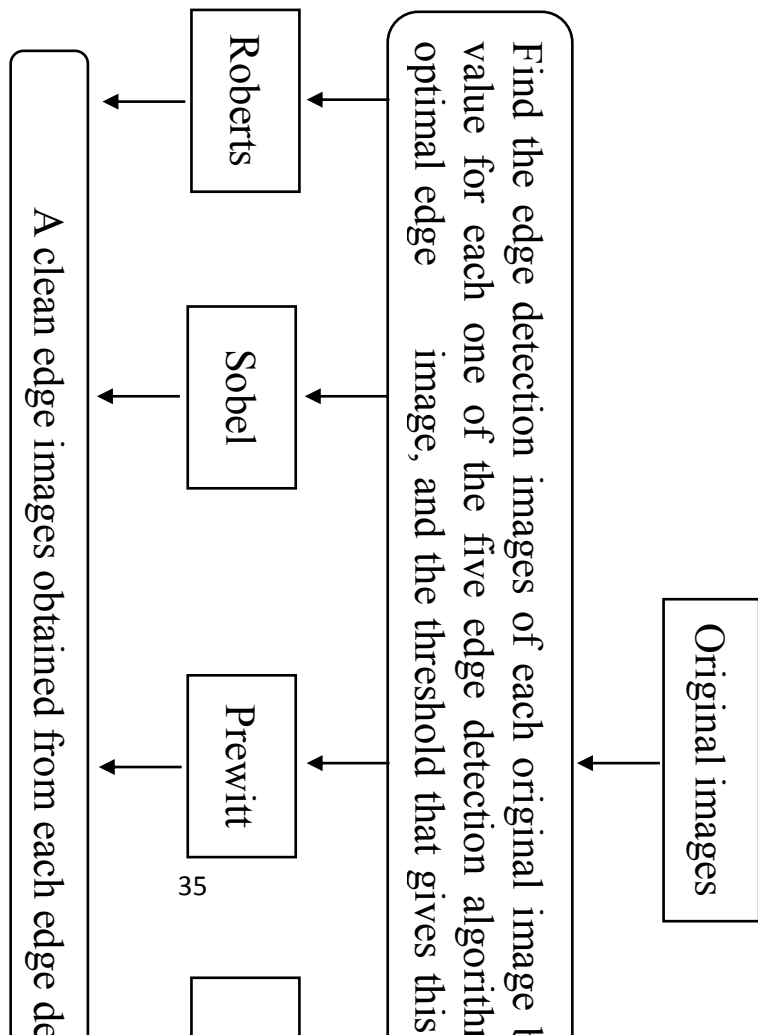 Original images
Find the edge detection images of each original image
value for each one of the five edge detection
optimal edge image, and the threshold that gives this
Roberts
Sobel
Prewitt
A clean edge images obtained from each edge
35